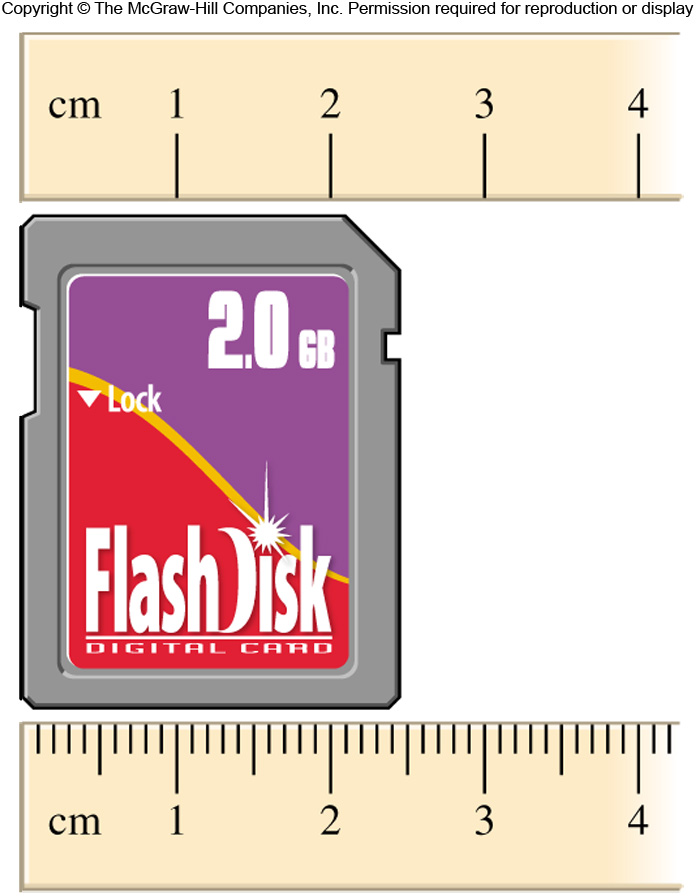 Copyright © The McGraw-Hill Companies, Inc. Permission required for reproduction or display
cm 1 2 3 4
2.0 GB
Lock
FlashDisk
DIGITAL CARD
cm 1 2 3 4